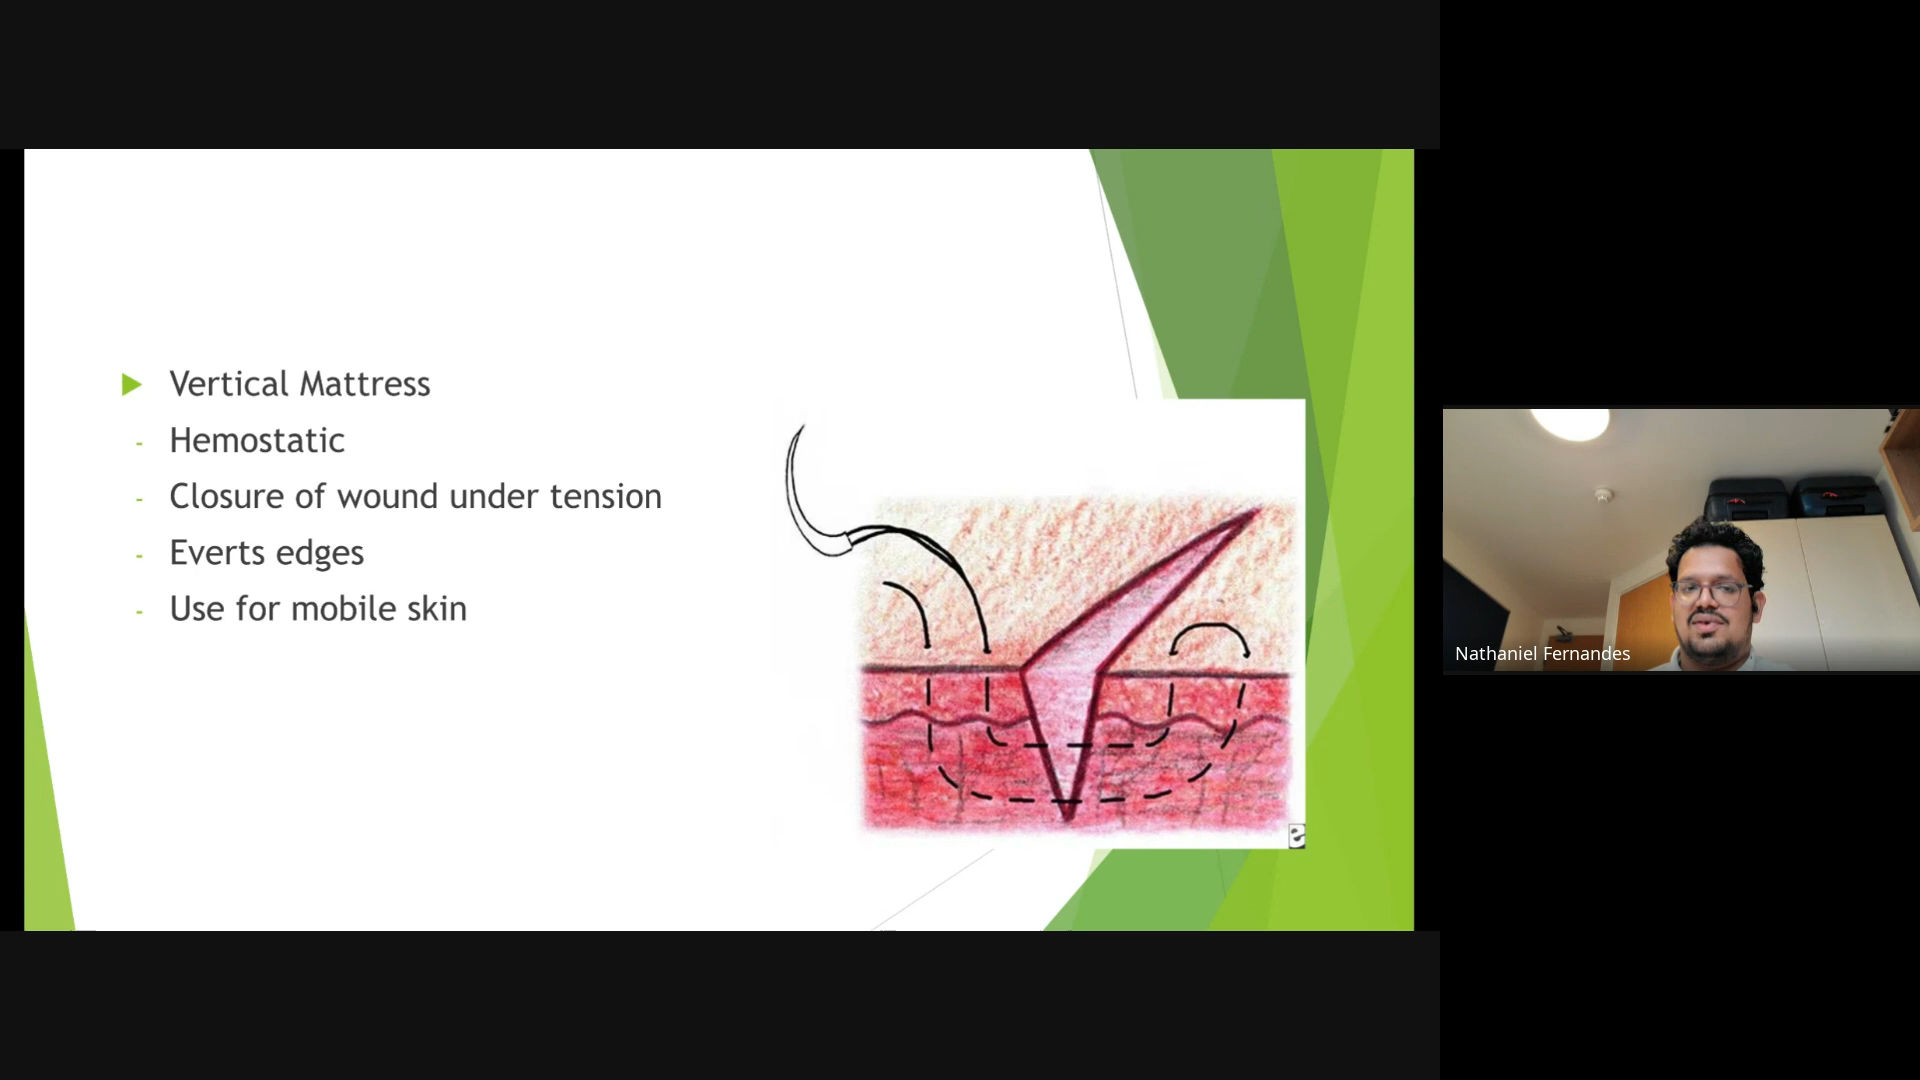 Vertical Mattress
- Hemostatic
- Closure of wound under tension
- Everts edges
- Use for mobile skin
Nathaniel Fernandes